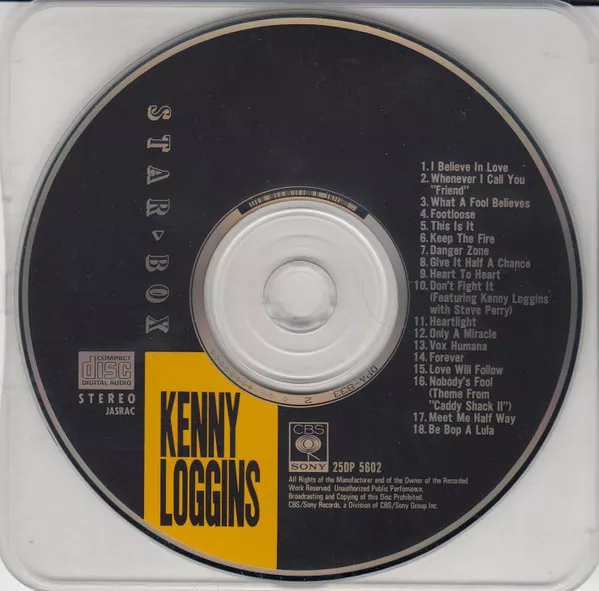 STAR▷BOX
1. I Believe In Love
2. Whenever I Call You
"Friend"
3. What A Fool Believes
4. Footloose
5. This Is It
6. Keep The Fire
7. Danger Zone
8. Give It Half A Chance
9. Heart To Heart
10. Don't Fight It
(Featuring Kenny Loggins
with Steve Perry)
11. Heartlight
12. Only A Miracle
13. Vox Humana
14. Forever
15. Love Will Follow
16. Nobody's Fool
(Theme From
"Caddy Shack II")
17. Meet Me Half Way
18. Be Bop A Lula
COMPACT
disc
DIGITAL AUDIO
STEREO
JASRAC
KENNY
LOGGINS
CBS
SONY
25DP 5602
All Rights of the Manufacturer and of the Owner of the Recorded
Work Reserved. Unauthorized Public Perfomance,
Broadcasting and Copying of this Disc Prohibited.
CBS/Sony Records, a Division of CBS/Sony Group Inc.